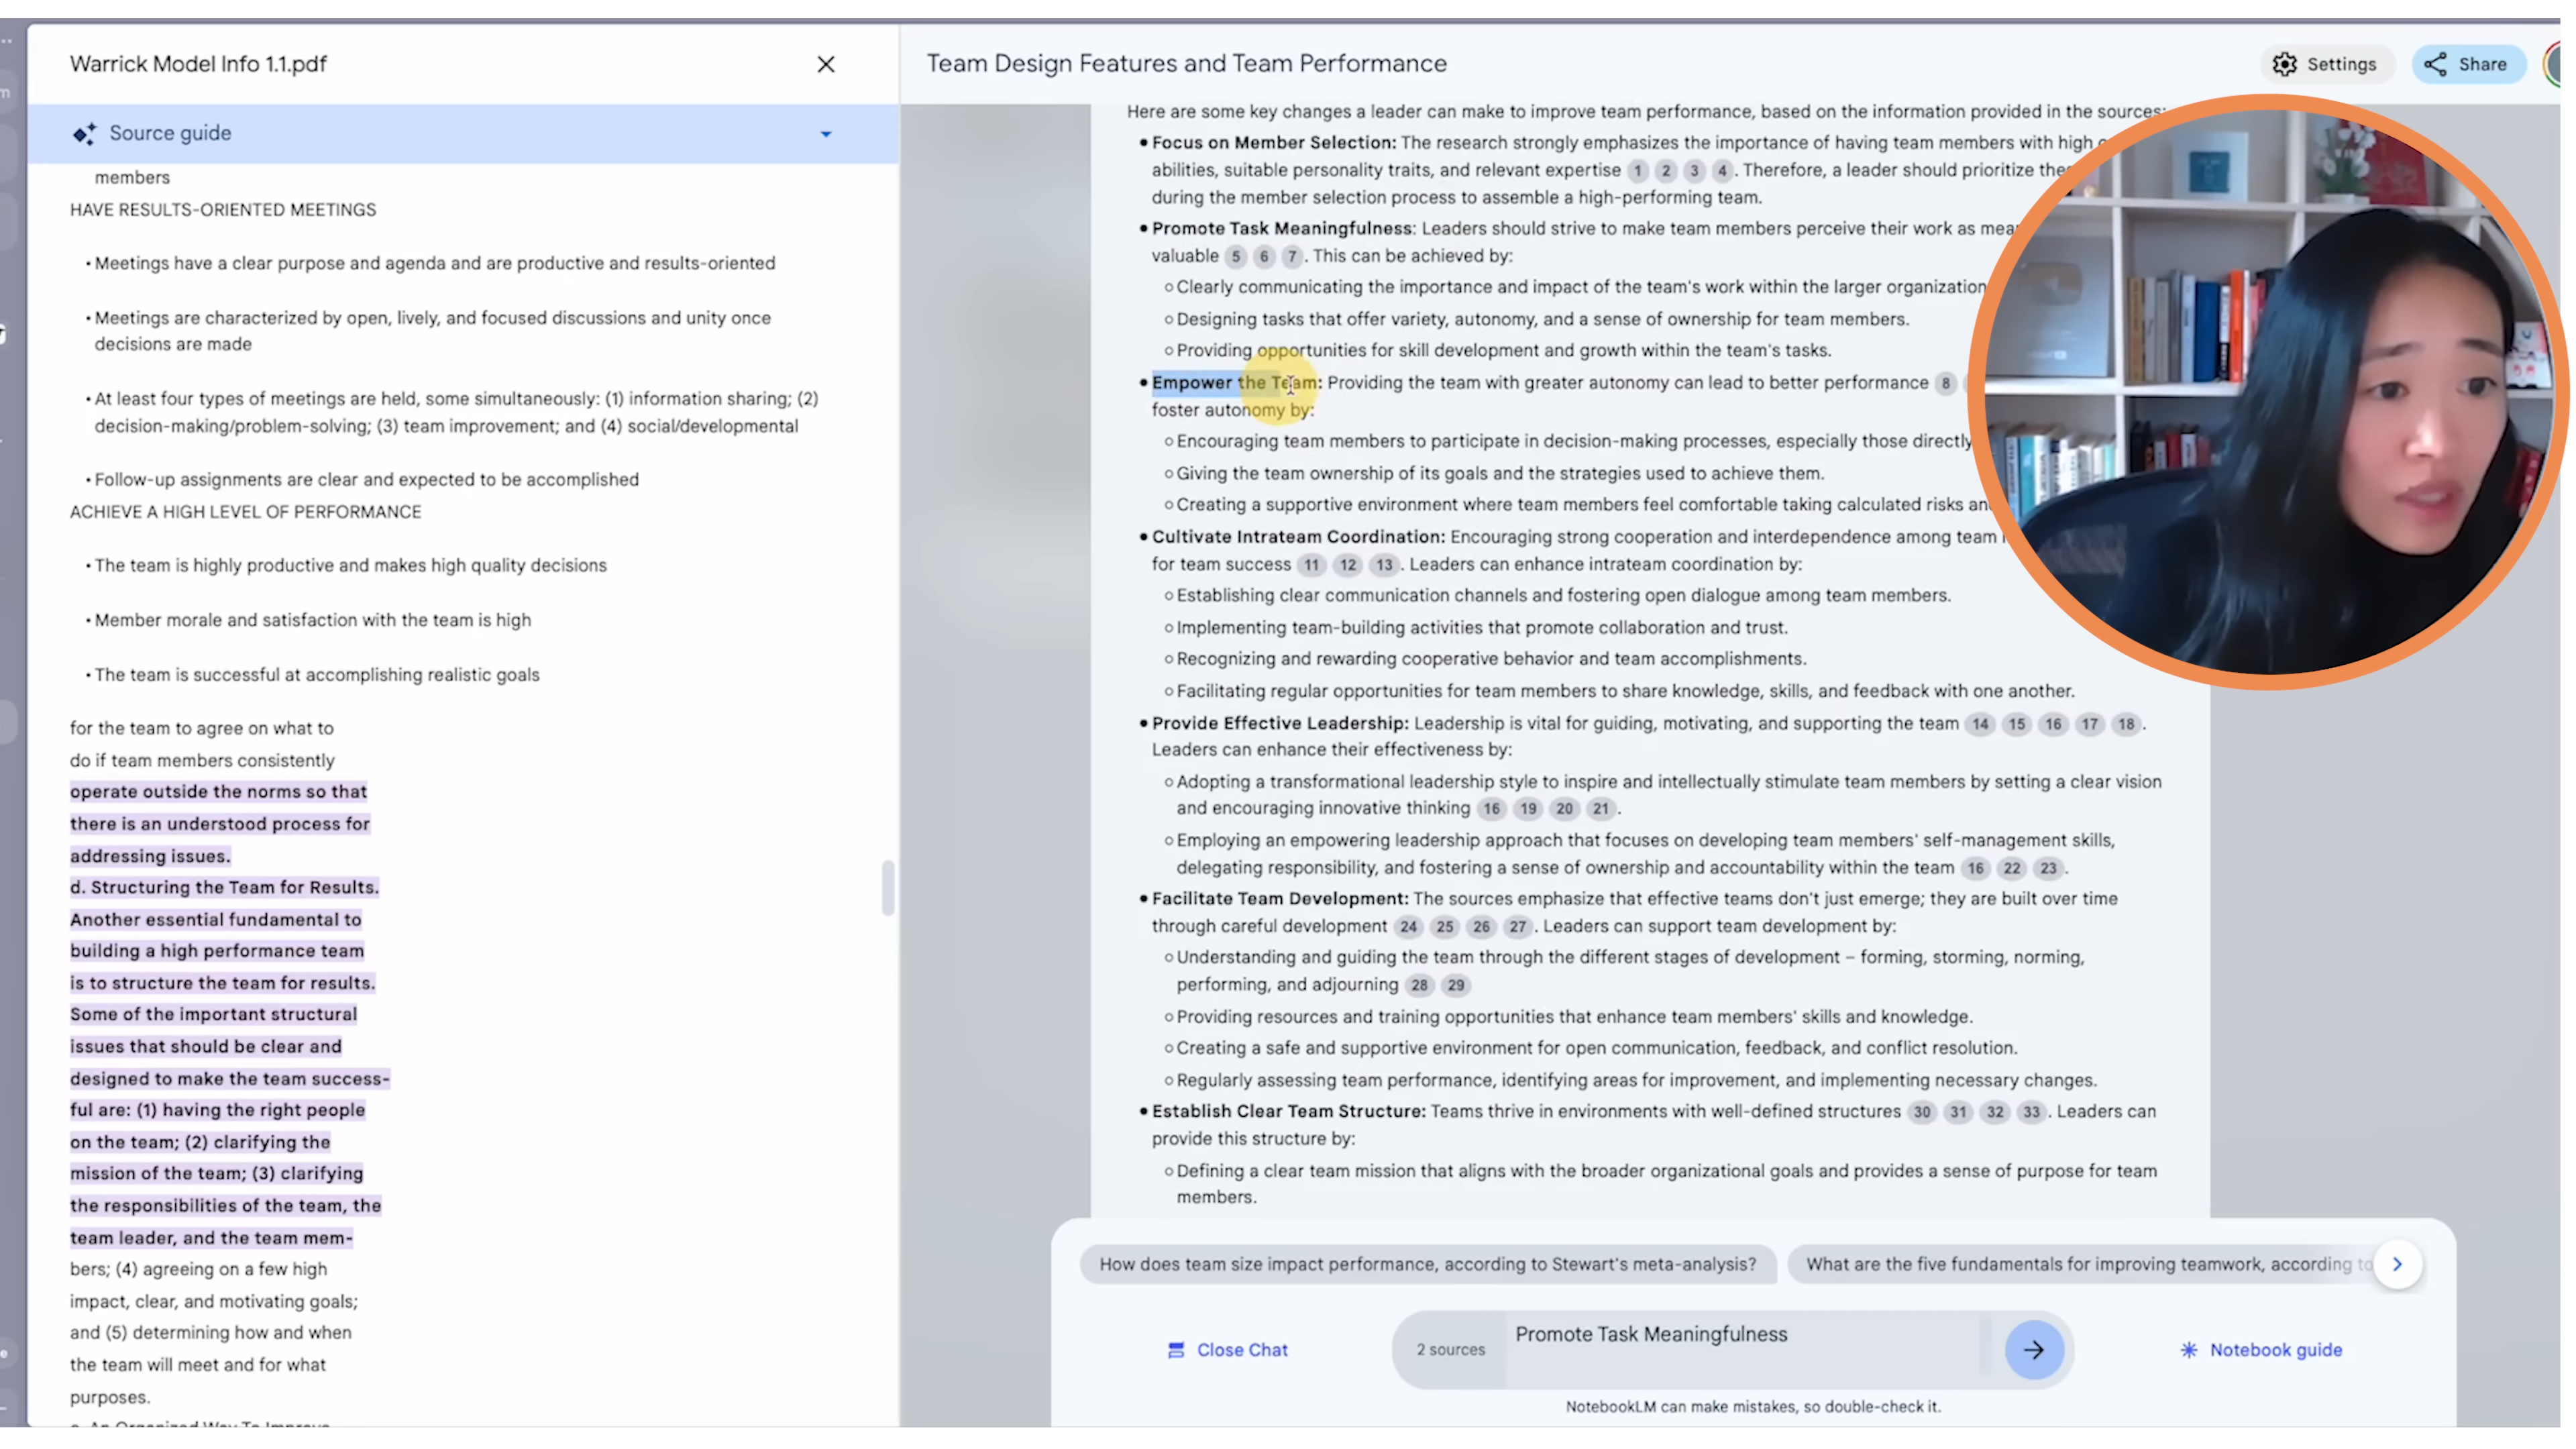 Warrick Model Info 1.1.pdf
Source guide
members
HAVE RESULTS-ORIENTED MEETINGS
• Meetings have a clear purpose and agenda and are productive and results-oriented
• Meetings are characterized by open, lively, and focused discussions and unity once
decisions are made
• At least four types of meetings are held, some simultaneously: (1) information sharing; (2)
decision-making/problem-solving; (3) team improvement; and (4) social/developmental
• Follow-up assignments are clear and expected to be accomplished
ACHIEVE A HIGH LEVEL OF PERFORMANCE
• The team is highly productive and makes high quality decisions
• Member morale and satisfaction with the team is high
• The team is successful at accomplishing realistic goals
for the team to agree on what to
do if team members consistently
operate outside the norms so that
there is an understood process for
addressing issues.
d. Structuring the Team for Results.
Another essential fundamental to
building a high performance team
is to structure the team for results.
Some of the important structural
issues that should be clear and
designed to make the team success-
ful are: (1) having the right people
on the team; (2) clarifying the
mission of the team; (3) clarifying
the responsibilities of the team, the
team leader, and the team mem-
bers; (4) agreeing on a few high
impact, clear, and motivating goals;
and (5) determining how and when
the team will meet and for what
purposes.
Team Design Features and Team Performance
Settings
Share
Here are some key changes a leader can make to improve team performance, based on the information provided in the sources:
• Focus on Member Selection: The research strongly emphasizes the importance of having team members with high
abilities, suitable personality traits, and relevant expertise 1 2 3 4. Therefore, a leader should prioritize
during the member selection process to assemble a high-performing team.
• Promote Task Meaningfulness: Leaders should strive to make team members perceive their work as
valuable 5 6 7. This can be achieved by:
○ Clearly communicating the importance and impact of the team's work within the larger organization
○ Designing tasks that offer variety, autonomy, and a sense of ownership for team members.
○ Providing opportunities for skill development and growth within the team's tasks.
• Empower the Team: Providing the team with greater autonomy can lead to better performance 8
foster autonomy by:
○ Encouraging team members to participate in decision-making processes, especially those directly
○ Giving the team ownership of its goals and the strategies used to achieve them.
○ Creating a supportive environment where team members feel comfortable taking calculated risks
• Cultivate Intrateam Coordination: Encouraging strong cooperation and interdependence among team
for team success 11 12 13. Leaders can enhance intrateam coordination by:
○ Establishing clear communication channels and fostering open dialogue among team members.
○ Implementing team-building activities that promote collaboration and trust.
○ Recognizing and rewarding cooperative behavior and team accomplishments.
○ Facilitating regular opportunities for team members to share knowledge, skills, and feedback with one another.
• Provide Effective Leadership: Leadership is vital for guiding, motivating, and supporting the team 14 15 16 17 18.
Leaders can enhance their effectiveness by:
○ Adopting a transformational leadership style to inspire and intellectually stimulate team members by setting a clear vision
and encouraging innovative thinking 16 19 20 21.
○ Employing an empowering leadership approach that focuses on developing team members' self-management skills,
delegating responsibility, and fostering a sense of ownership and accountability within the team 16 22 23.
• Facilitate Team Development: The sources emphasize that effective teams don't just emerge; they are built over time
through careful development 24 25 26 27. Leaders can support team development by:
○ Understanding and guiding the team through the different stages of development – forming, storming, norming,
performing, and adjourning 28 29
○ Providing resources and training opportunities that enhance team members' skills and knowledge.
○ Creating a safe and supportive environment for open communication, feedback, and conflict resolution.
○ Regularly assessing team performance, identifying areas for improvement, and implementing necessary changes.
• Establish Clear Team Structure: Teams thrive in environments with well-defined structures 30 31 32 33. Leaders can
provide this structure by:
○ Defining a clear team mission that aligns with the broader organizational goals and provides a sense of purpose for team
members.
How does team size impact performance, according to Stewart's meta-analysis?
What are the five fundamentals for improving teamwork, according to
Close Chat
2 sources
Promote Task Meaningfulness
Notebook guide
NotebookLM can make mistakes, so double-check it.